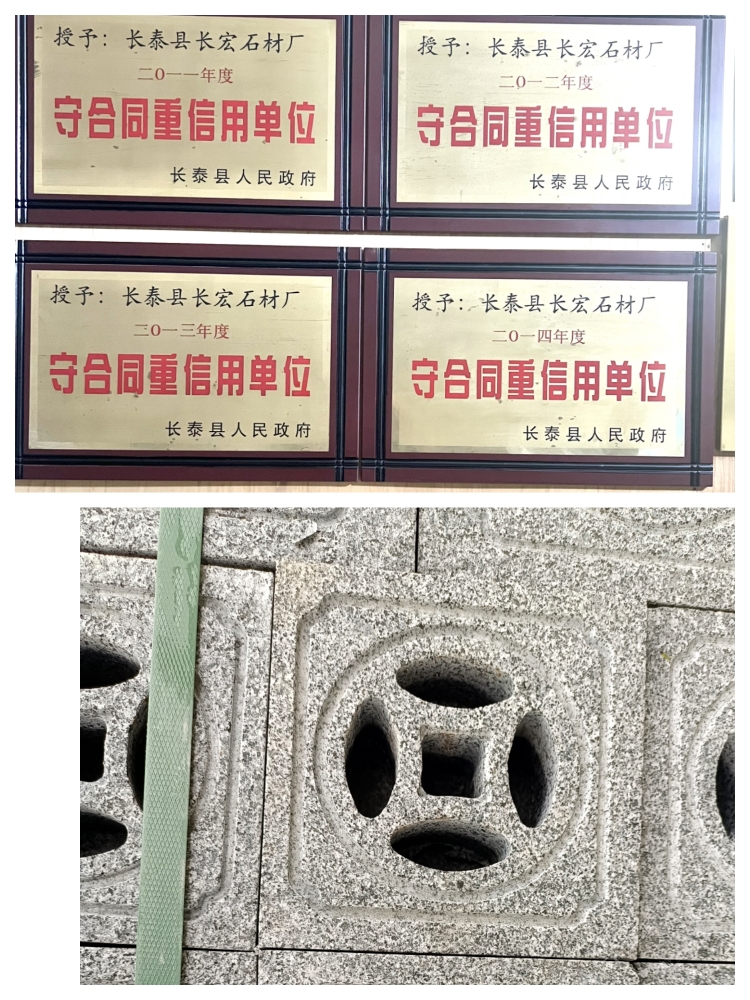 授予：长泰县长宏石材厂
二0一一年度
守合同重信用单位
长泰县人民政府
授予：长泰县长宏石材厂
二0一二年度
守合同重信用单位
长泰县人民政府
授予：长泰县长宏石材厂
二0一三年度
守合同重信用单位
长泰县人民政府
授予：长泰县长宏石材厂
二0一四年度
守合同重信用单位
长泰县人民政府